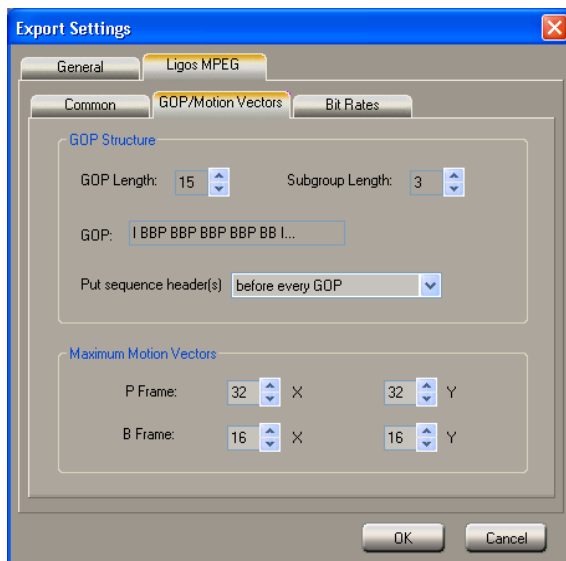 Export Settings
General Ligos MPEG
Common GOP/Motion Vectors Bit Rates
GOP Structure
GOP Length: 15 Subgroup Length: 3
GOP: I BBP BBP BBP BBP BB I...
Put sequence header(s) before every GOP
Maximum Motion Vectors
P Frame: 32 X 32 Y
B Frame: 16 X 16 Y
OK Cancel